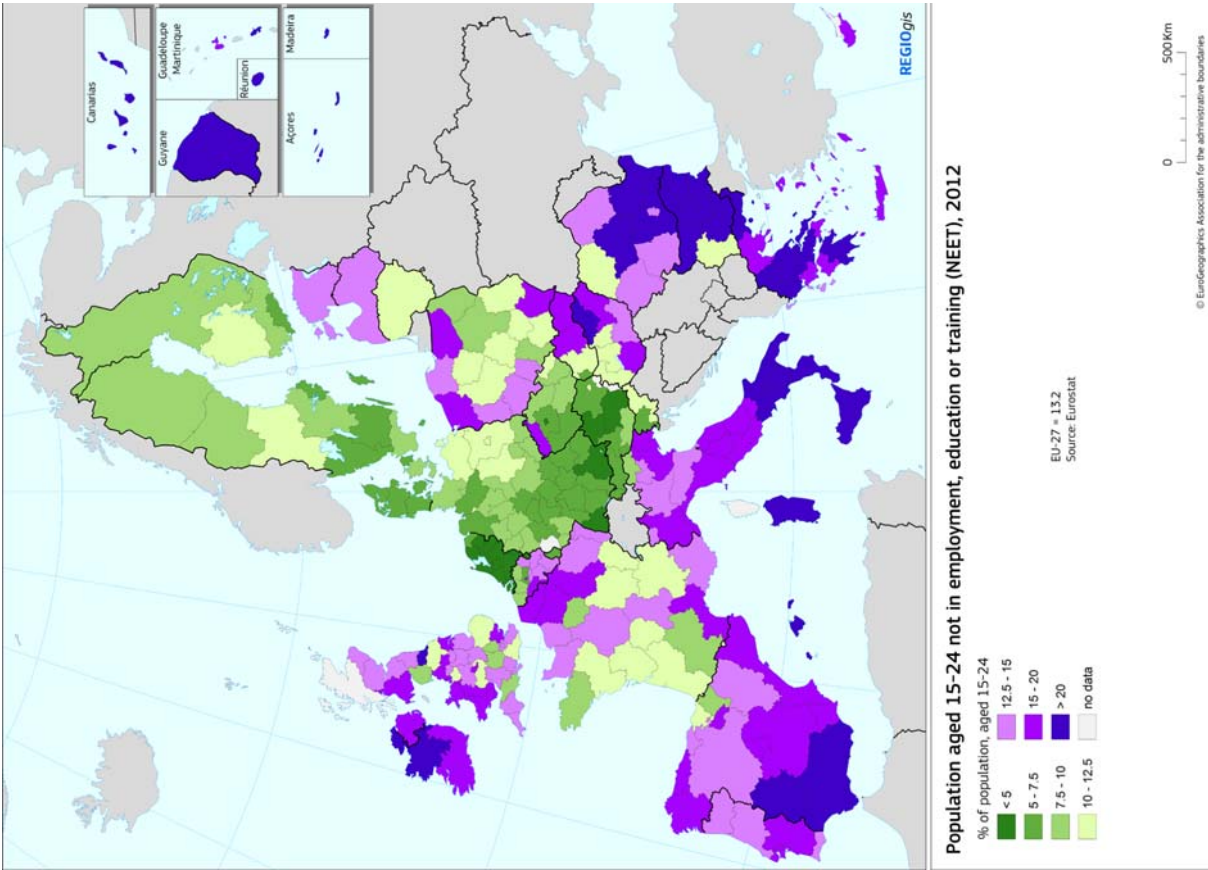 Canarias
Guyane
Guadeloupe
Martinique
Réunion
Açores
Madeira
REGIOgis
Population aged 15-24 not in employment, education or training (NEET), 2012
% of population, aged 15-24
< 5
5 - 7.5
7.5 - 10
10 - 12.5
12.5 - 15
15 - 20
> 20
no data
EU-27 = 13.2
Source: Eurostat
0 500 Km
© EuroGeographics Association for the administrative boundaries